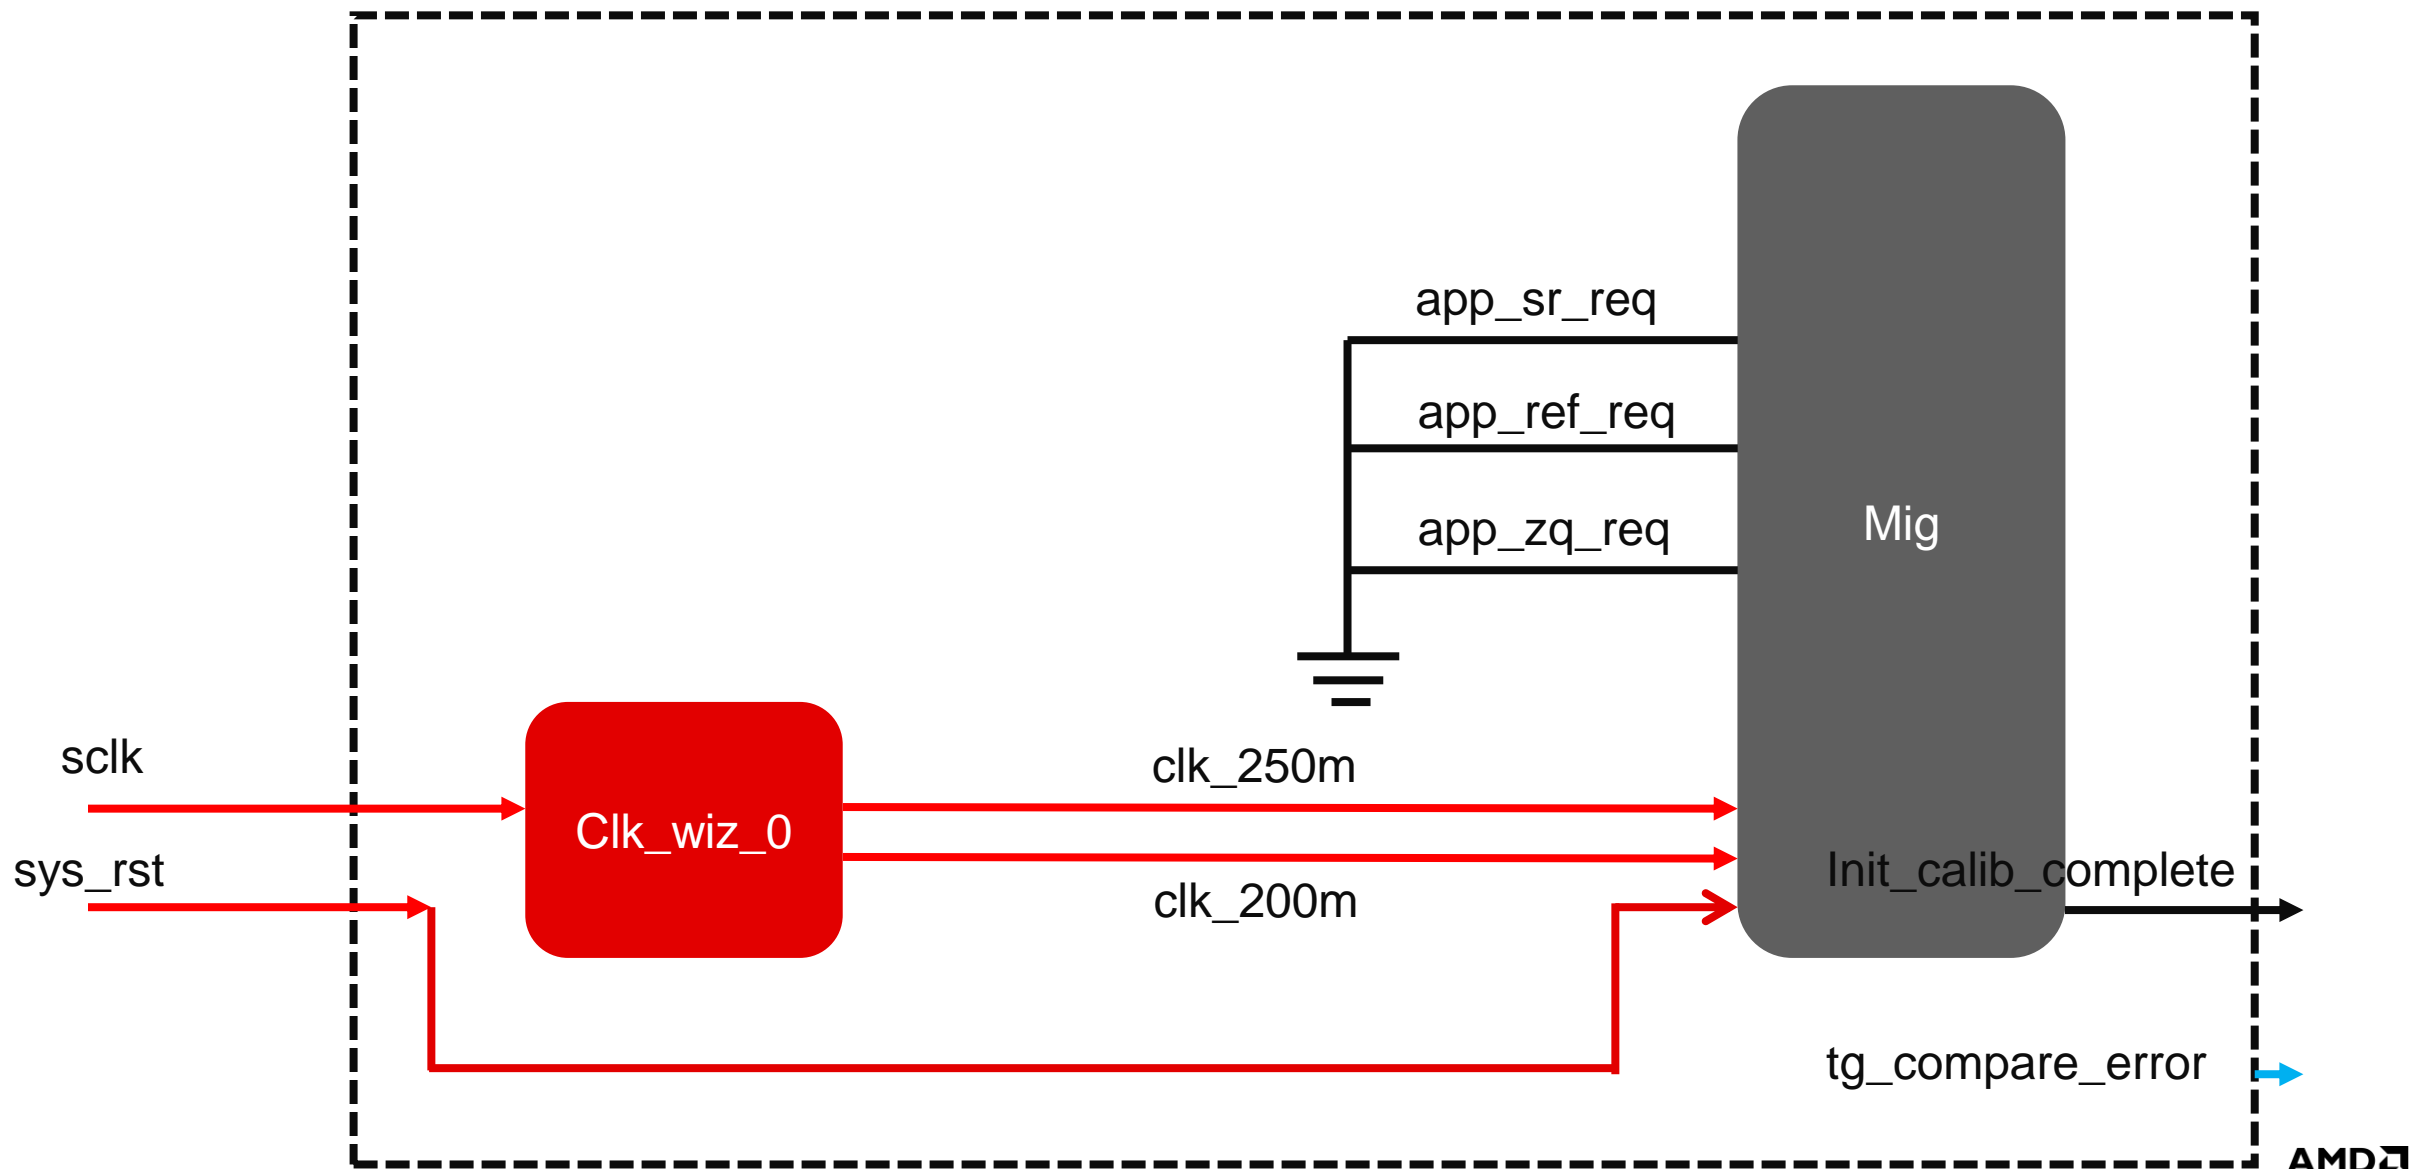 app_sr_req
app_ref_req
app_zq_req
Mig
sclk
clk_250m
Clk_wiz_0
sys_rst
Init_calib_complete
clk_200m
tg_compare_error
AMD